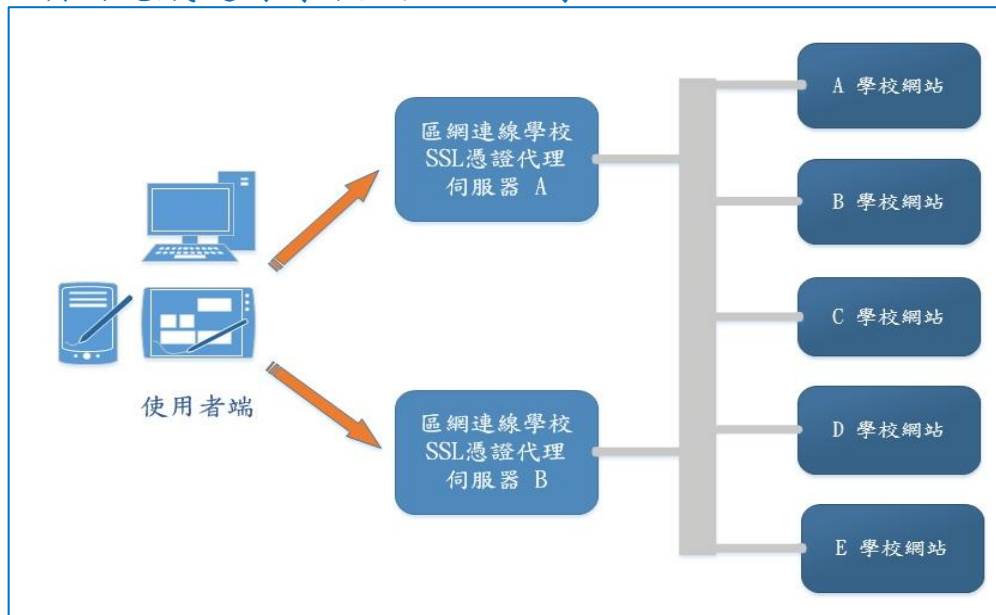 使用者端
區網連線學校
SSL憑證代理
伺服器 A
區網連線學校
SSL憑證代理
伺服器 B
A 學校網站
B 學校網站
C 學校網站
D 學校網站
E 學校網站